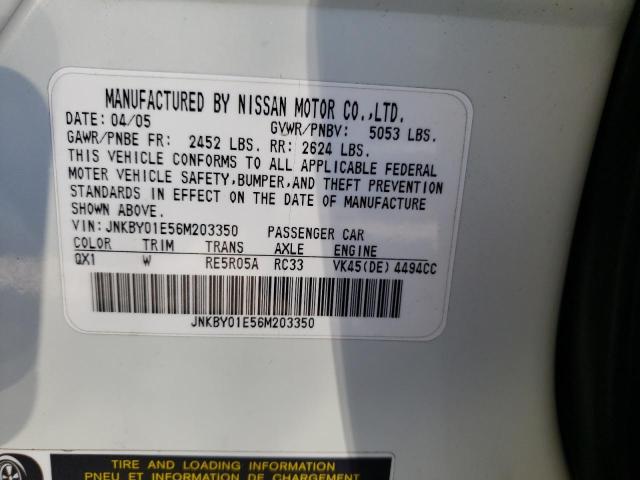 MANUFACTURED BY NISSAN MOTOR CO.,LTD.
DATE: 04/05 GVWR/PNBV: 5053 LBS.
GAWR/PNBE FR: 2452 LBS. RR: 2624 LBS.
THIS VEHICLE CONFORMS TO ALL APPLICABLE FEDERAL
MOTER VEHICLE SAFETY,BUMPER,AND THEFT PREVENTION
STANDARDS IN EFFECT ON THE DATE OF MANUFACTURE
SHOWN ABOVE.
VIN: JNKBY01E56M203350 PASSENGER CAR
COLOR TRIM TRANS AXLE ENGINE
QX1 W RE5R05A RC33 VK45(DE) 4494CC
JNKBY01E56M203350
TIRE AND LOADING INFORMATION
PNEU ET INFORMATION DE CHARGEMENT